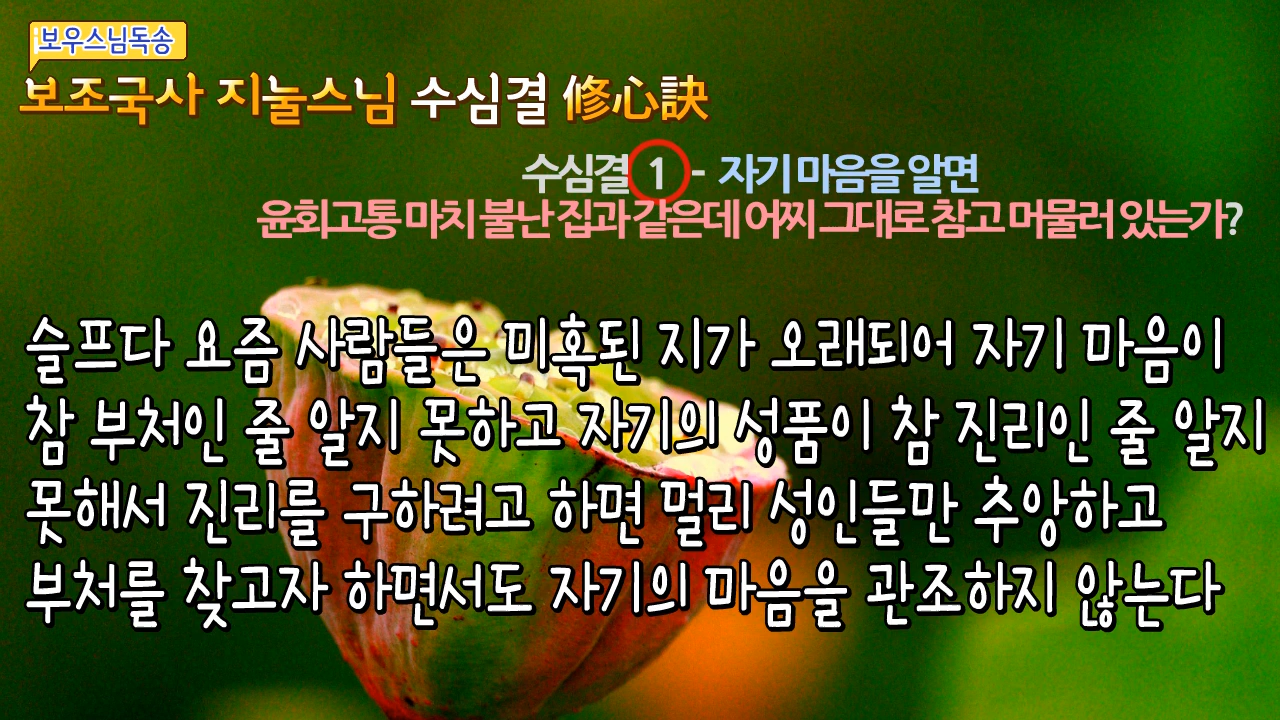 보우스님독송
보조국사 지눌스님 수심결 修心訣
수심결 1 - 자기 마음을 알면
윤회고통 마치 불난 집과 같은데 어찌 그대로 참고 머물러 있는가?
슬프다 요즘 사람들은 미혹된 지가 오래되어 자기 마음이
참 부처인 줄 알지 못하고 자기의 성품이 참 진리인 줄 알지
못해서 진리를 구하려고 하면 멀리 성인들만 추앙하고
부처를 찾고자 하면서도 자기의 마음을 관조하지 않는다